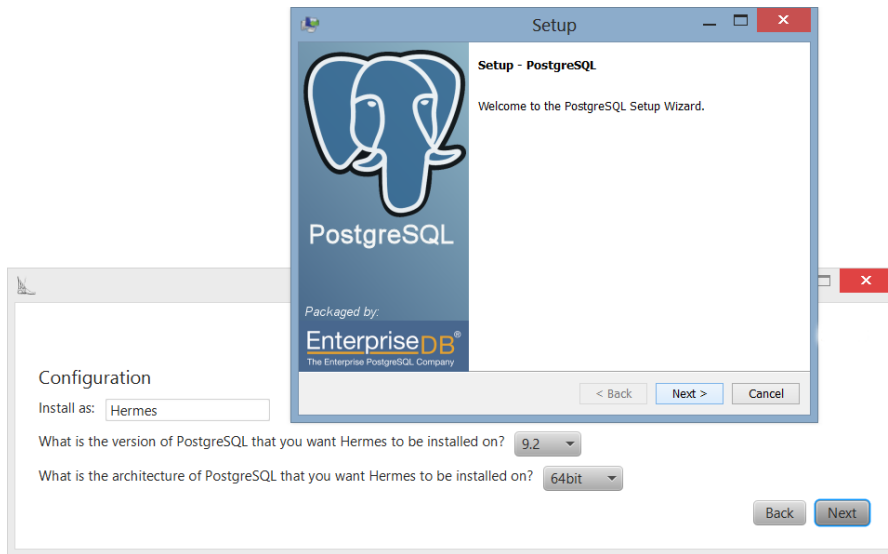 Setup
Setup - PostgreSQL
Welcome to the PostgreSQL Setup Wizard.
PostgreSQL
Packaged by:
EnterpriseDB®
The Enterprise PostgreSQL Company
< Back Next > Cancel
Configuration
Install as: Hermes
What is the version of PostgreSQL that you want Hermes to be installed on? 9.2
What is the architecture of PostgreSQL that you want Hermes to be installed on? 64bit
Back Next